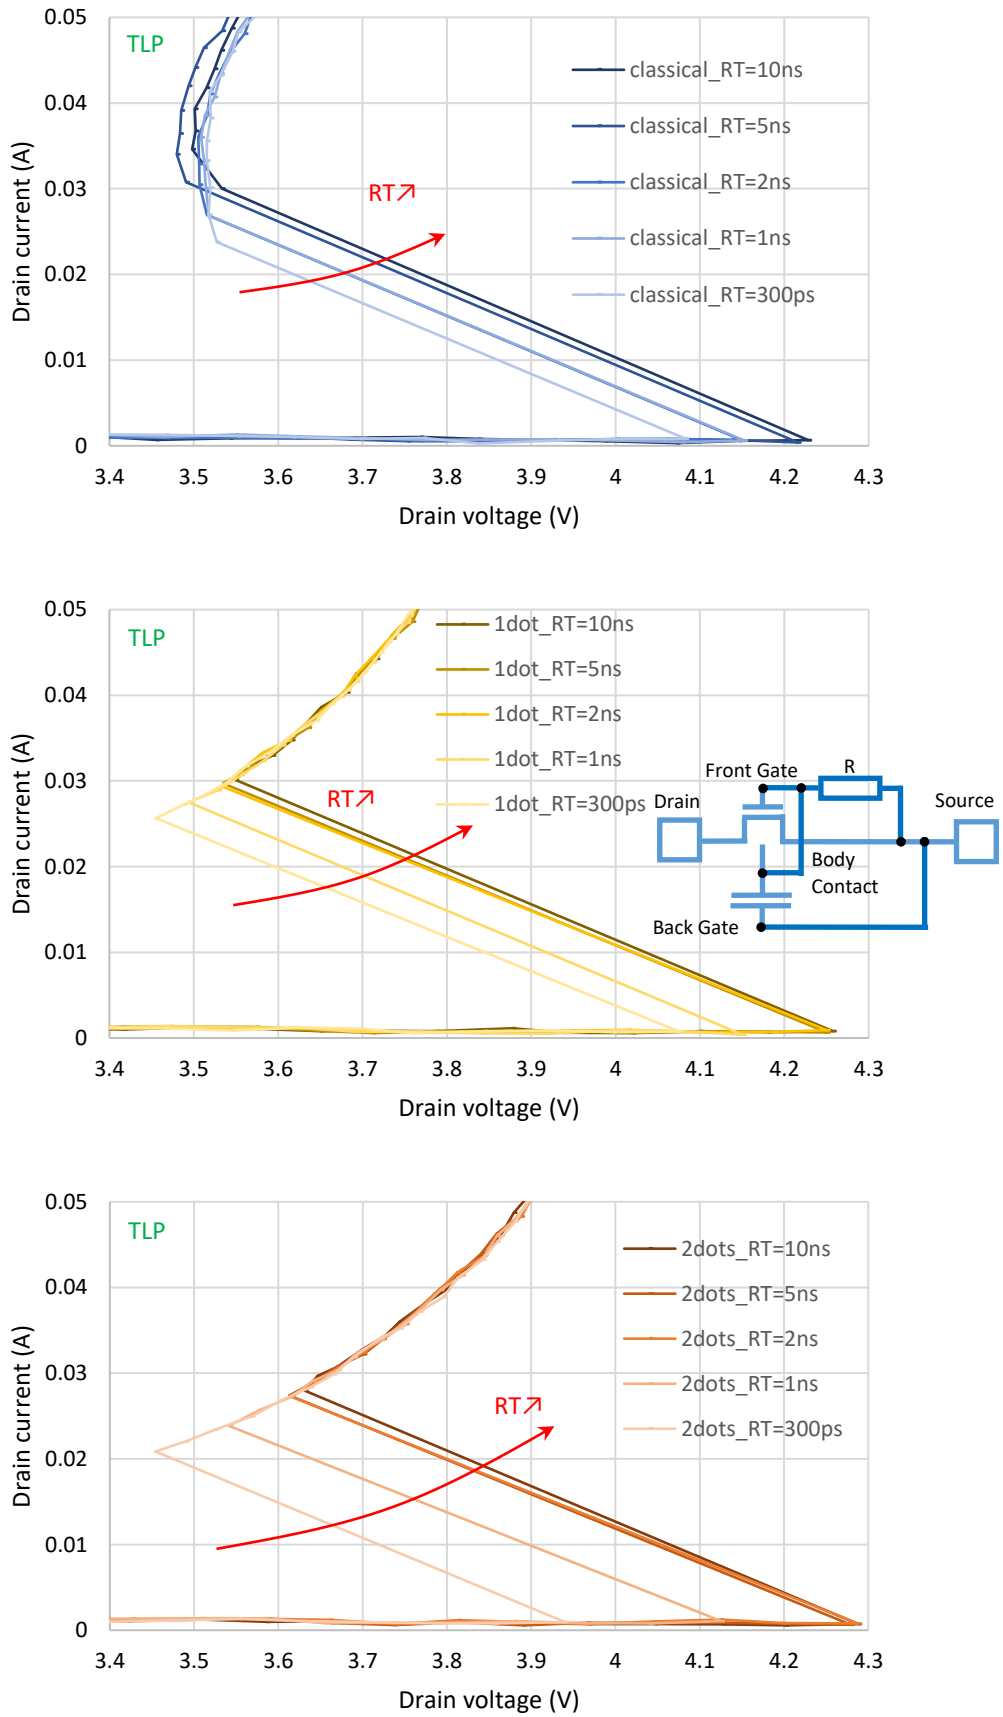 0.05
TLP
classical_RT=10ns
0.04
classical_RT=5ns
0.03
RT↗
classical_RT=2ns
classical_RT=1ns
0.02
classical_RT=300ps
0.01
0
3.4 3.5 3.6 3.7 3.8 3.9 4 4.1 4.2 4.3
Drain current (A)
Drain voltage (V)
0.05
TLP
1dot_RT=10ns
1dot_RT=5ns
0.04
1dot_RT=2ns
1dot_RT=1ns
0.03
RT↗
1dot_RT=300ps
0.02
0.01
0
3.4 3.5 3.6 3.7 3.8 3.9 4 4.1 4.2 4.3
Drain current (A)
Drain voltage (V)
Front Gate
R
Drain
Source
Body
Contact
Back Gate
0.05
TLP
2dots_RT=10ns
2dots_RT=5ns
0.04
2dots_RT=2ns
0.03
2dots_RT=1ns
RT↗
2dots_RT=300ps
0.02
0.01
0
3.4 3.5 3.6 3.7 3.8 3.9 4 4.1 4.2 4.3
Drain current (A)
Drain voltage (V)